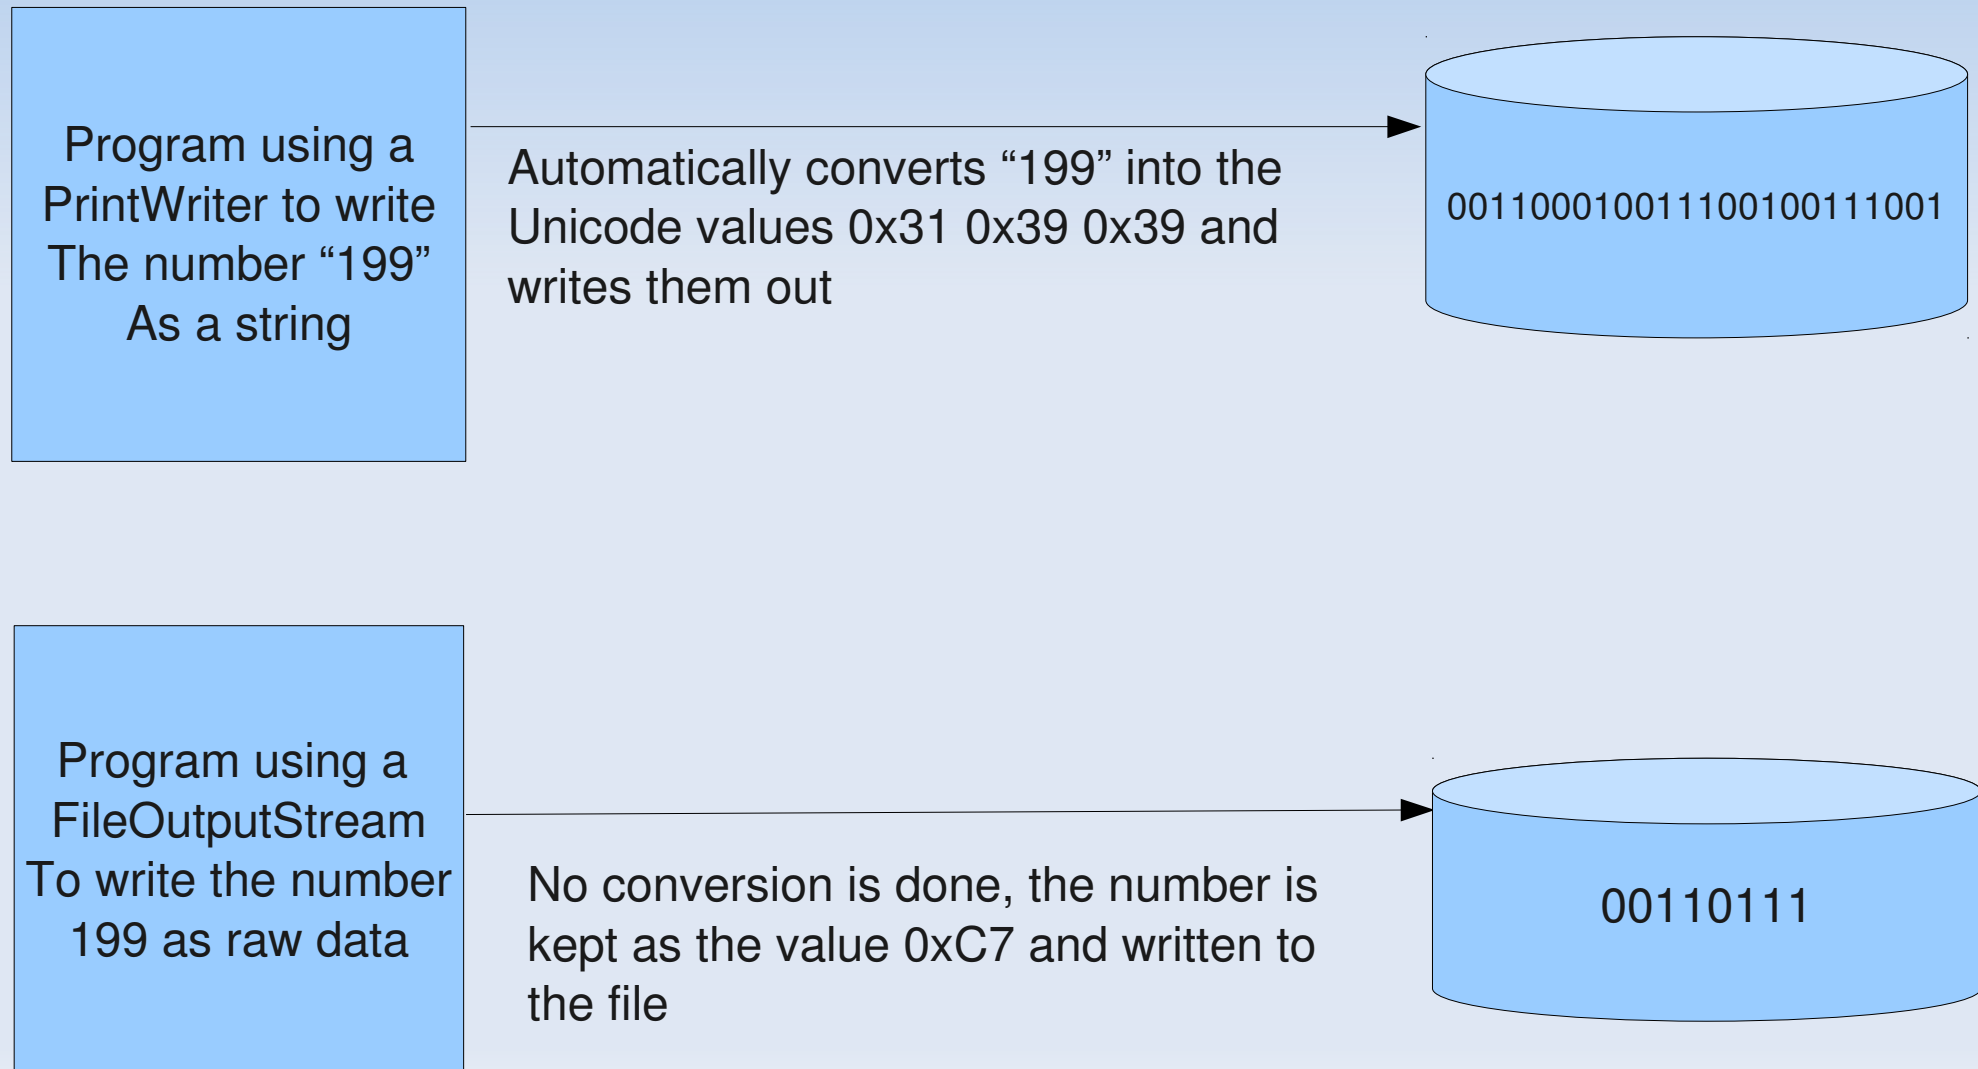 Program using a
PrintWriter to write
The number “199”
As a string
Automatically converts “199” into the
Unicode values 0x31 0x39 0x39 and
writes them out
001100010011100100111001
Program using a
FileOutputStream
To write the number
199 as raw data
No conversion is done, the number is
kept as the value 0xC7 and written to
the file
00110111